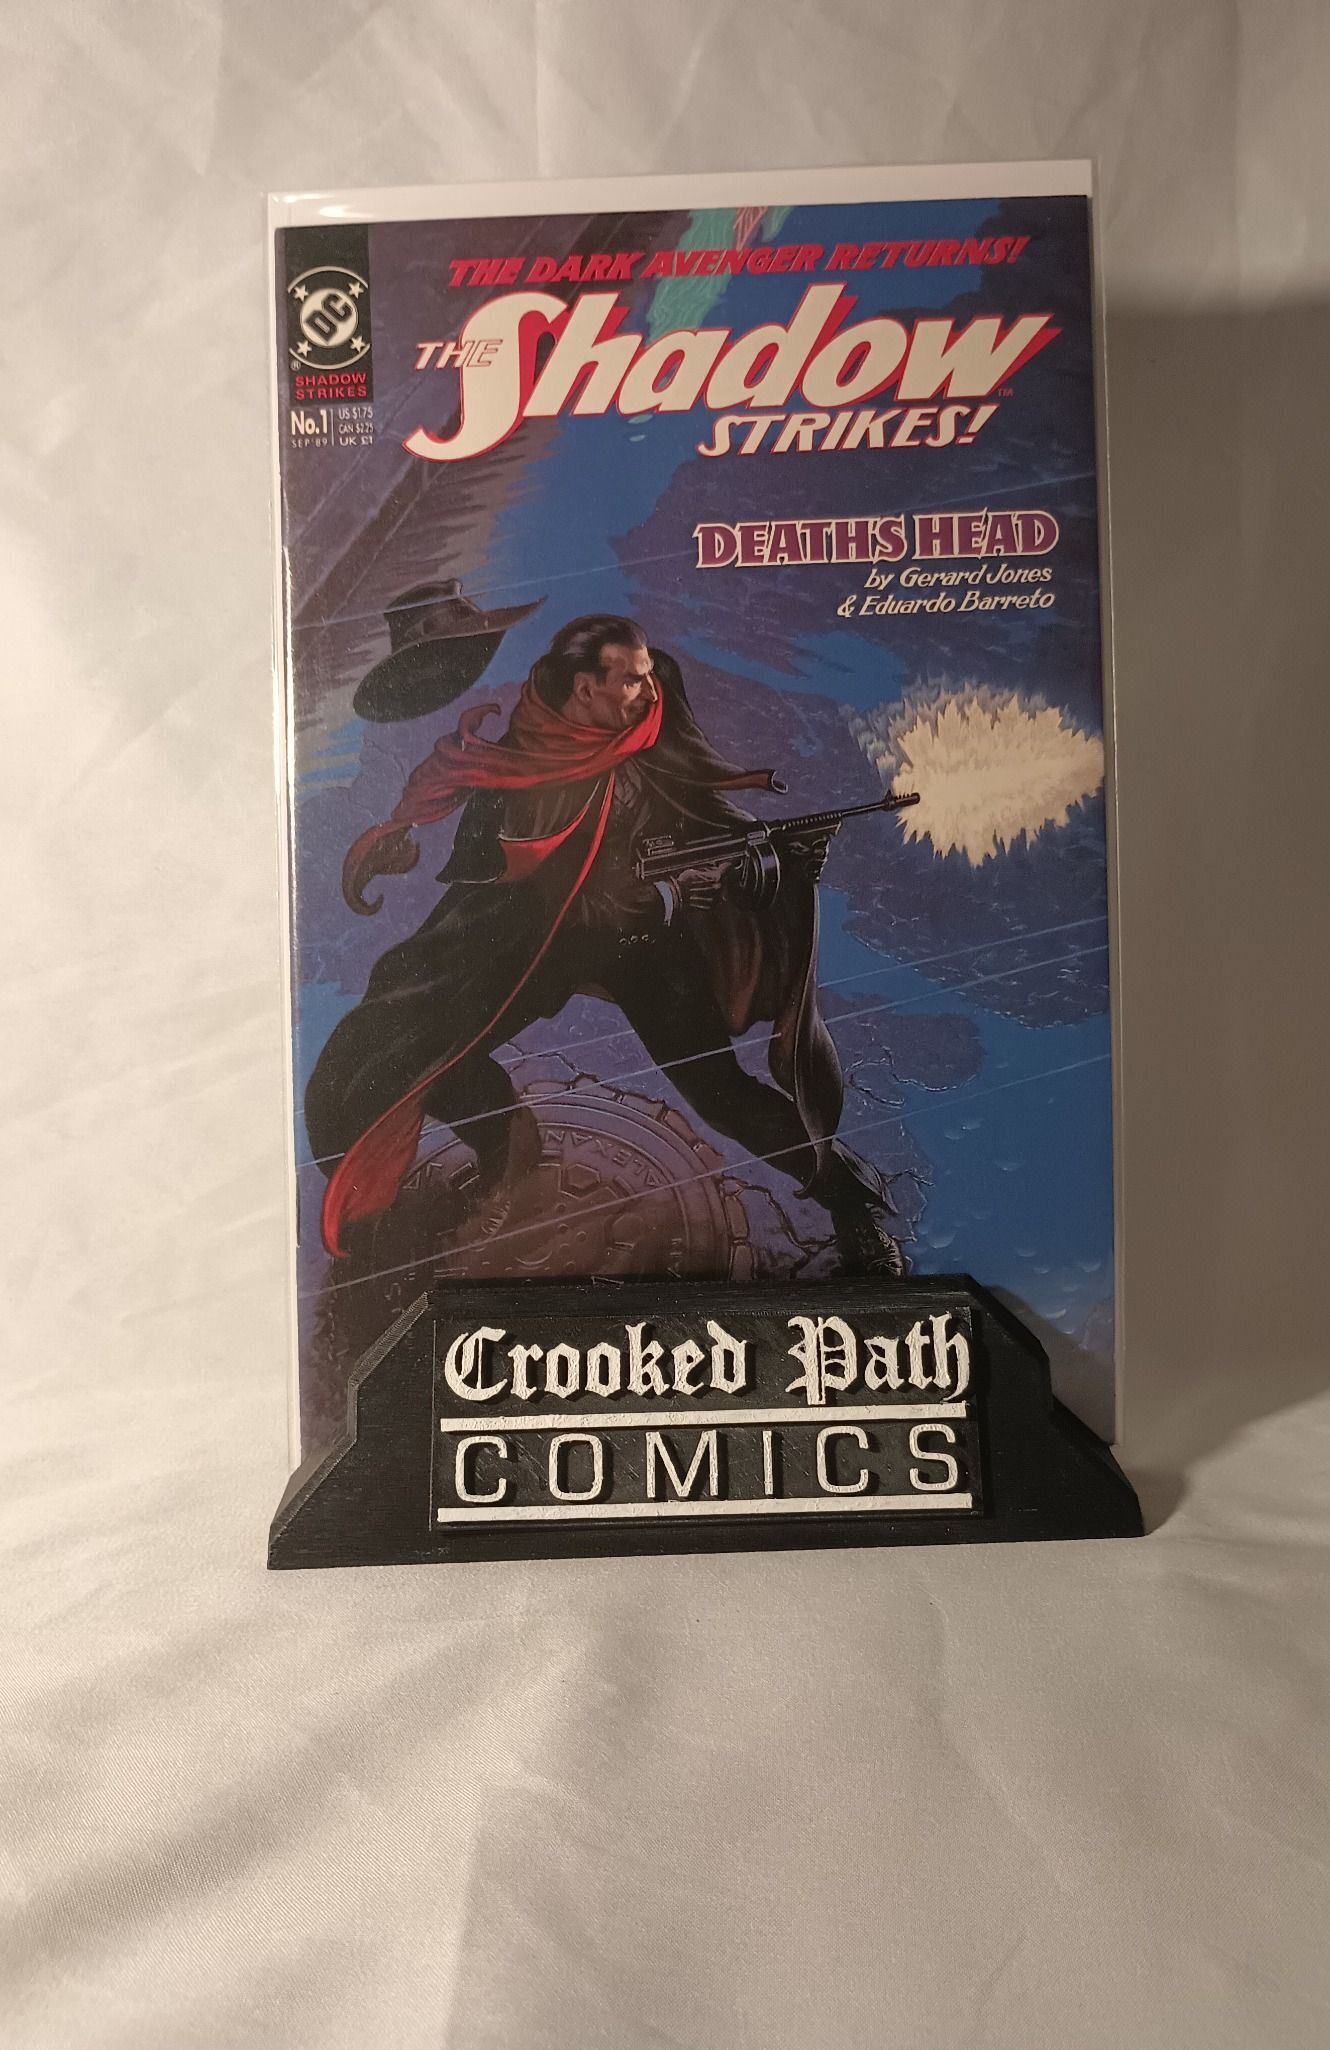 THE DARK AVENGER RETURNS!
THE Shadow™
STRIKES!
DC
®
SHADOW
STRIKES
No.1
SEP '89
US $1.75
CAN $2.25
UK £1
DEATH'S HEAD
by Gerard Jones
& Eduardo Barreto
Crooked Path
COMICS